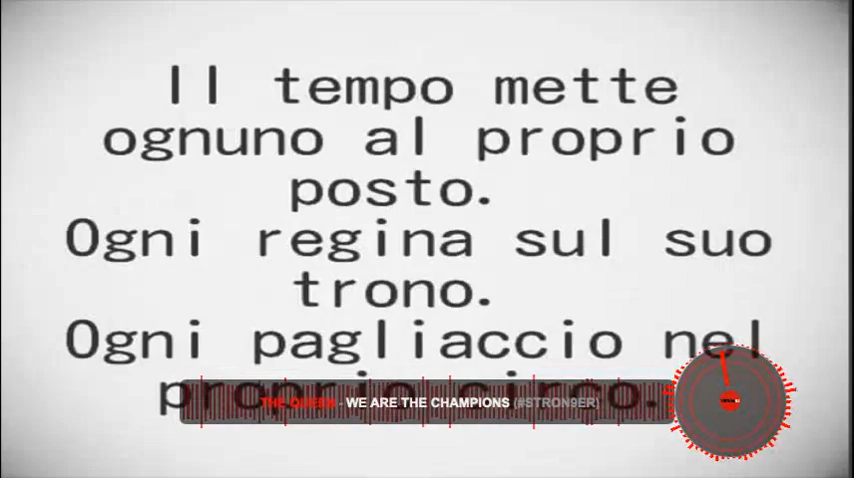 Il tempo mette
ognuno al proprio
posto.
Ogni regina sul suo
trono.
Ogni pagliaccio nel
proprio circo.
THE QUEEN - WE ARE THE CHAMPIONS (#STRON9ER)